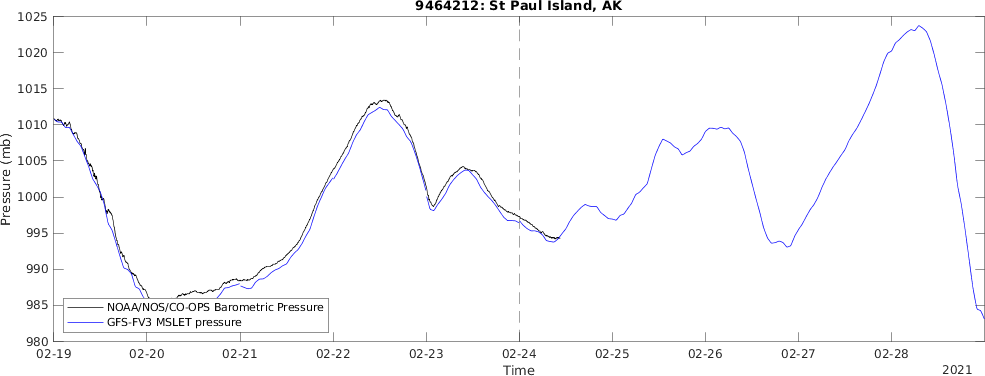 9464212: St Paul Island, AK
1025
1020
1015
1010
1005
1000
995
990
985
980
Pressure (mb)
NOAA/NOS/CO-OPS Barometric Pressure
GFS-FV3 MSLET pressure
02-19 02-20 02-21 02-22 02-23 02-24 02-25 02-26 02-27 02-28
Time
2021